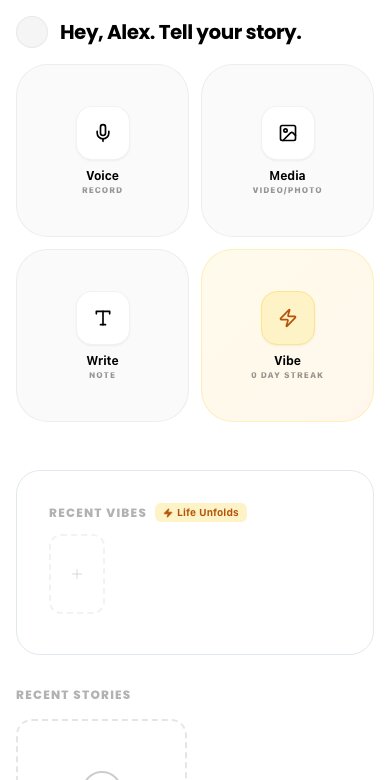 Hey, Alex. Tell your story.
Voice
RECORD
Media
VIDEO/PHOTO
Write
NOTE
Vibe
0 DAY STREAK
RECENT VIBES
Life Unfolds
RECENT STORIES